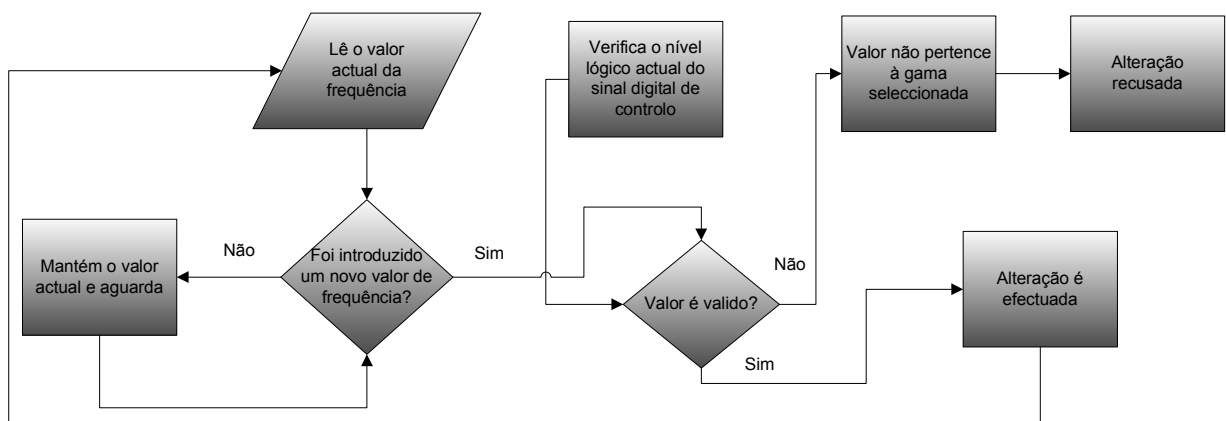 Lê o valor
actual da
frequência
Verifica o nível
lógico actual do
sinal digital de
controlo
Valor não pertence
à gama
seleccionada
Alteração
recusada
Mantém o valor
actual e aguarda
Não
Foi introduzido
um novo valor de
frequência?
Sim
Valor é valido?
Não
Sim
Alteração é
efectuada